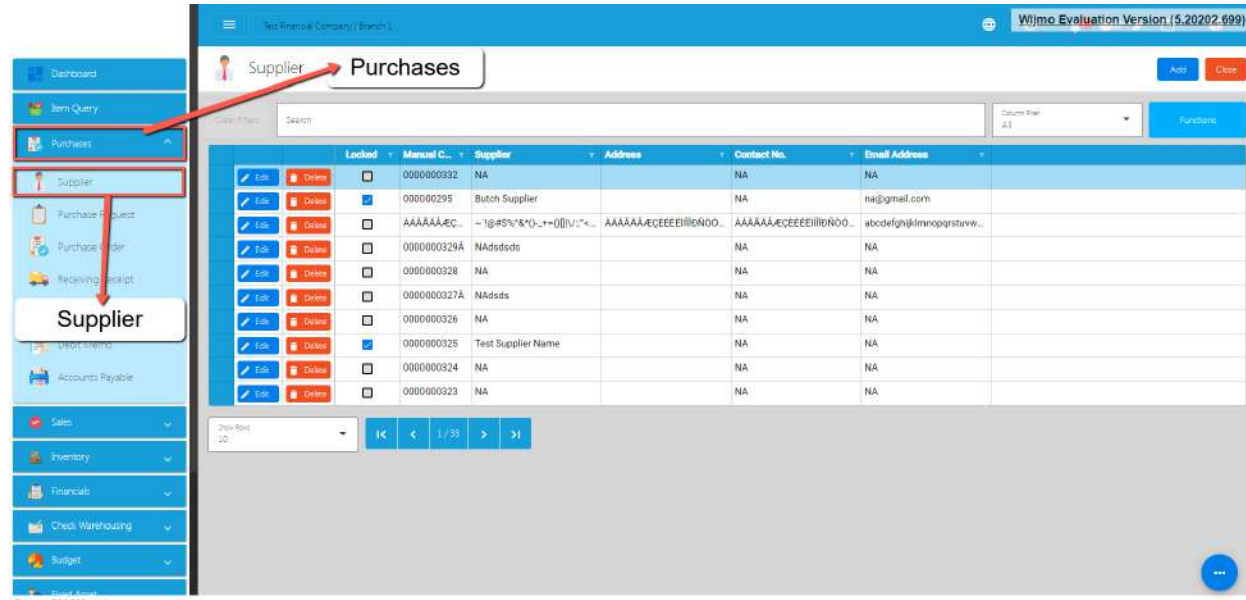 Test Financial Company | Branch 1
Wijmo Evaluation Version (5.20202.699)
Dashboard
Item Query
Purchases
Supplier
Purchase Request
Purchase Order
Receiving Receipt
Supplier
Debit Memo
Accounts Payable
Sales
Inventory
Financials
Check Warehousing
Budget
Fixed Asset
Supplier
Purchases
Add
Close
Clear Filters
Search
Column Filter
All
Functions
Locked Manual C... Supplier Address Contact No. Email Address
Edit Delete 0000000332 NA NA NA
Edit Delete 000000295 Butch Supplier NA na@gmail.com
Edit Delete
Edit Delete 0000000329Á NAdsdsds NA NA
Edit Delete 0000000328 NA NA NA
Edit Delete 0000000327À NAdsds NA NA
Edit Delete 0000000326 NA NA NA
Edit Delete 0000000325 Test Supplier Name NA NA
Edit Delete 0000000324 NA NA NA
Edit Delete 0000000323 NA NA NA
Show Rows
10
1 / 33